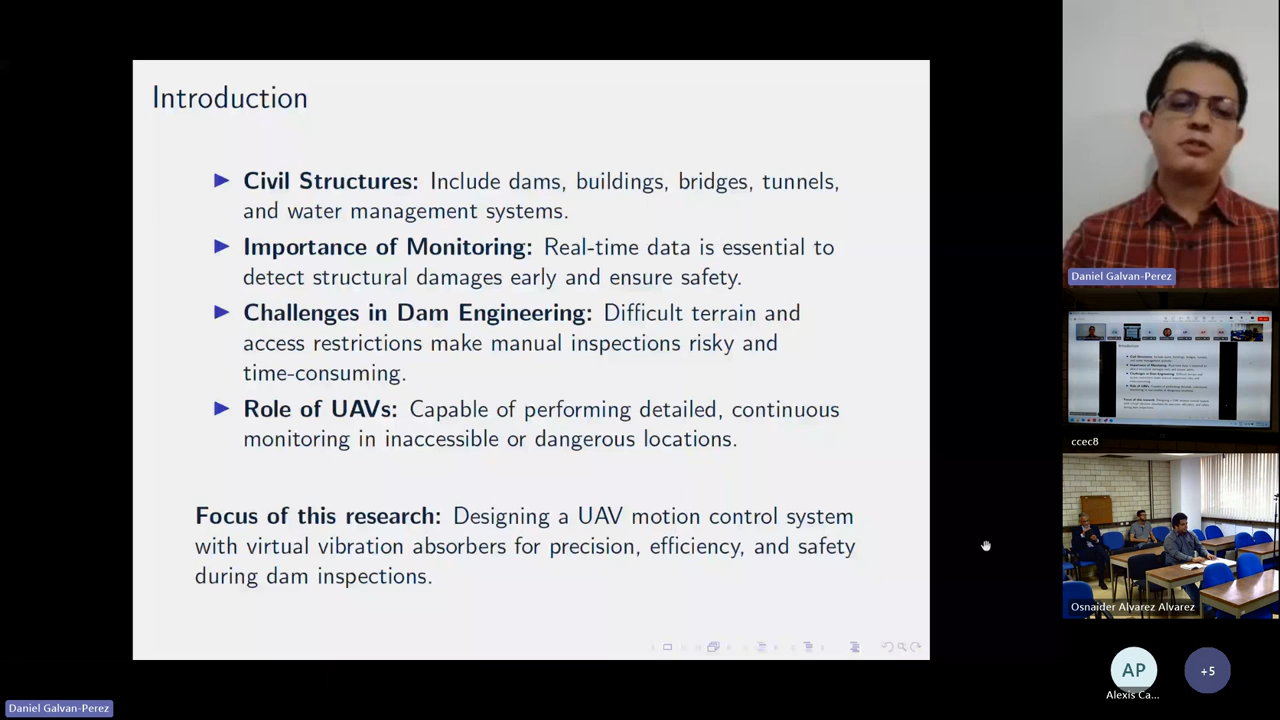 Introduction
Civil Structures: Include dams, buildings, bridges, tunnels,
and water management systems.
Importance of Monitoring: Real-time data is essential to
detect structural damages early and ensure safety.
Challenges in Dam Engineering: Difficult terrain and
access restrictions make manual inspections risky and
time-consuming.
Role of UAVs: Capable of performing detailed, continuous
monitoring in inaccessible or dangerous locations.
Focus of this research: Designing a UAV motion control system
with virtual vibration absorbers for precision, efficiency, and safety
during dam inspections.
Daniel Galvan-Perez
ccec8
Osnaider Alvarez Alvarez
AP
Alexis Ca...
+5
Daniel Galvan-Perez